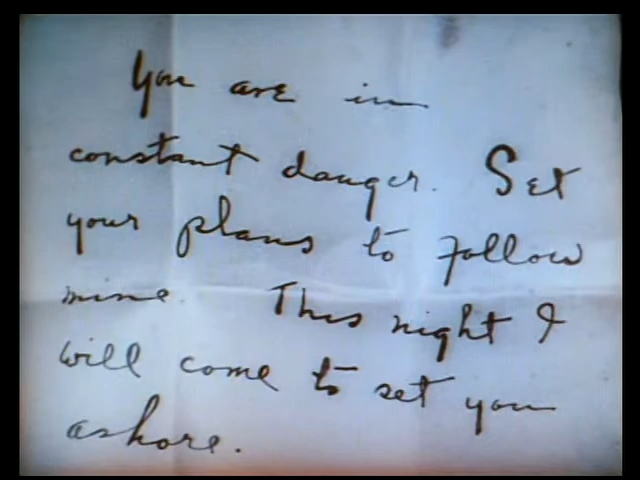 You are in
constant danger. Set
your plans to follow
mine. This night I
will come to set you
ashore.